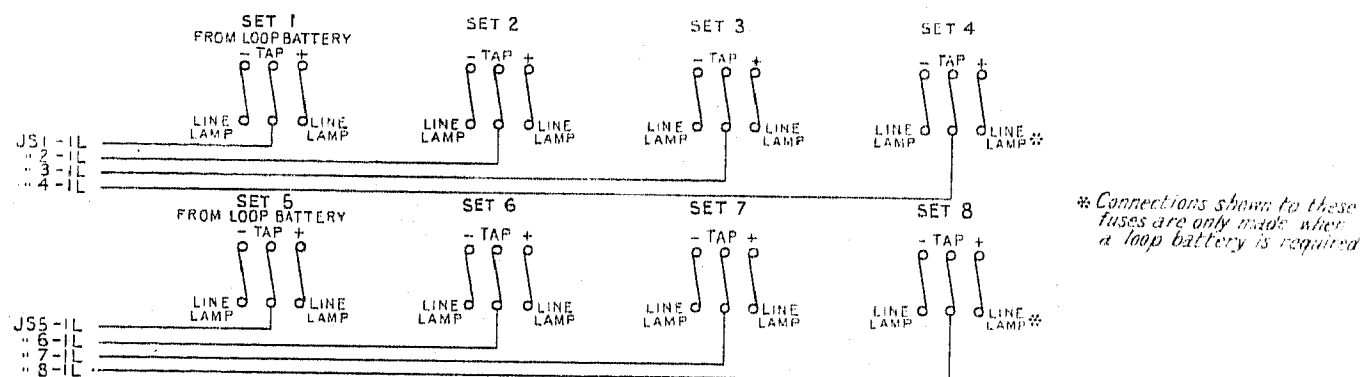 SET 1
FROM LOOP BATTERY
- TAP +
LINE LAMP
LINE LAMP
SET 2
- TAP +
LINE LAMP
LINE LAMP
SET 3
- TAP +
LINE LAMP
LINE LAMP
SET 4
- TAP +
LINE LAMP
LINE LAMP*
JS1-1L
"2-1L
"3-1L
"4-1L
SET 5
FROM LOOP BATTERY
- TAP +
LINE LAMP
LINE LAMP
SET 6
- TAP +
LINE LAMP
LINE LAMP
SET 7
- TAP +
LINE LAMP
LINE LAMP
SET 8
- TAP +
LINE LAMP
LINE LAMP*
JS5-1L
"6-1L
"7-1L
"8-1L
* Connections shown to these
fuses are only made when
a loop battery is required